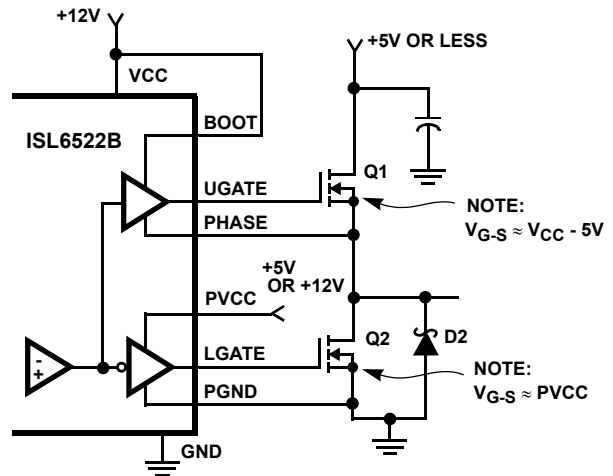 +12V
+5V OR LESS
VCC
BOOT
ISL6522B
Q1
UGATE
NOTE:
VG-S ≈ VCC - 5V
PHASE
+5V
OR +12V
PVCC
Q2
D2
LGATE
-
+
NOTE:
VG-S ≈ PVCC
PGND
GND